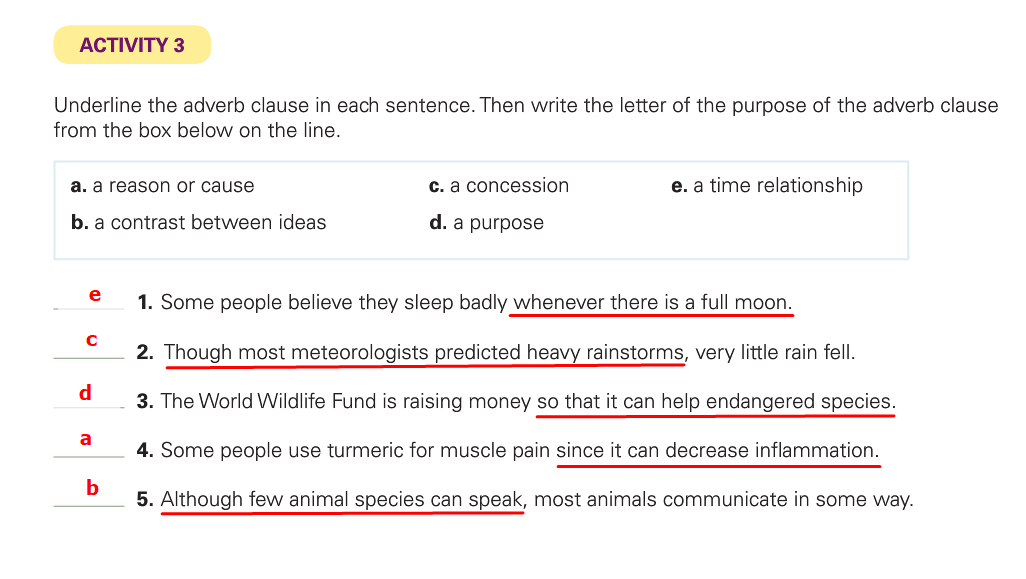 ACTIVITY 3
Underline the adverb clause in each sentence. Then write the letter of the purpose of the adverb clause
from the box below on the line.
a. a reason or cause c. a concession e. a time relationship
b. a contrast between ideas d. a purpose
e 1. Some people believe they sleep badly whenever there is a full moon.
c 2. Though most meteorologists predicted heavy rainstorms, very little rain fell.
d 3. The World Wildlife Fund is raising money so that it can help endangered species.
a 4. Some people use turmeric for muscle pain since it can decrease inflammation.
b 5. Although few animal species can speak, most animals communicate in some way.